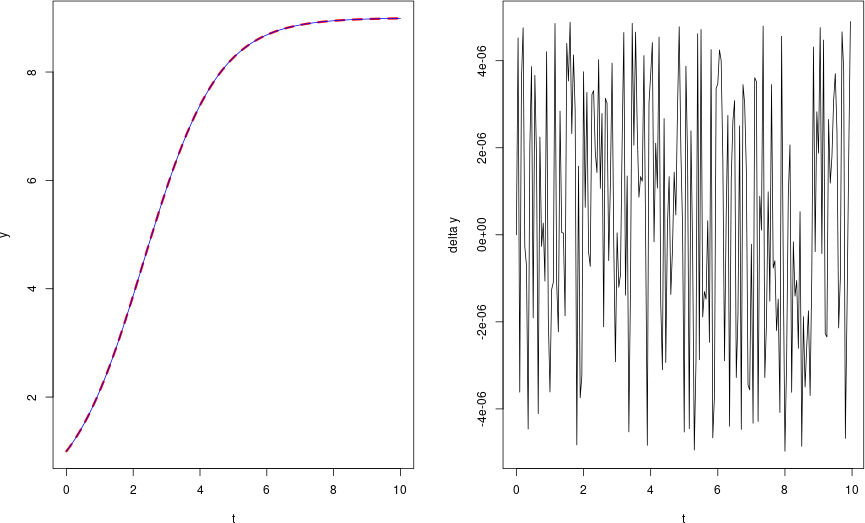 y
8
6
4
2
0 2 4 6 8 10
t
delta y
4e-06
2e-06
0e+00
-2e-06
-4e-06
0 2 4 6 8 10
t